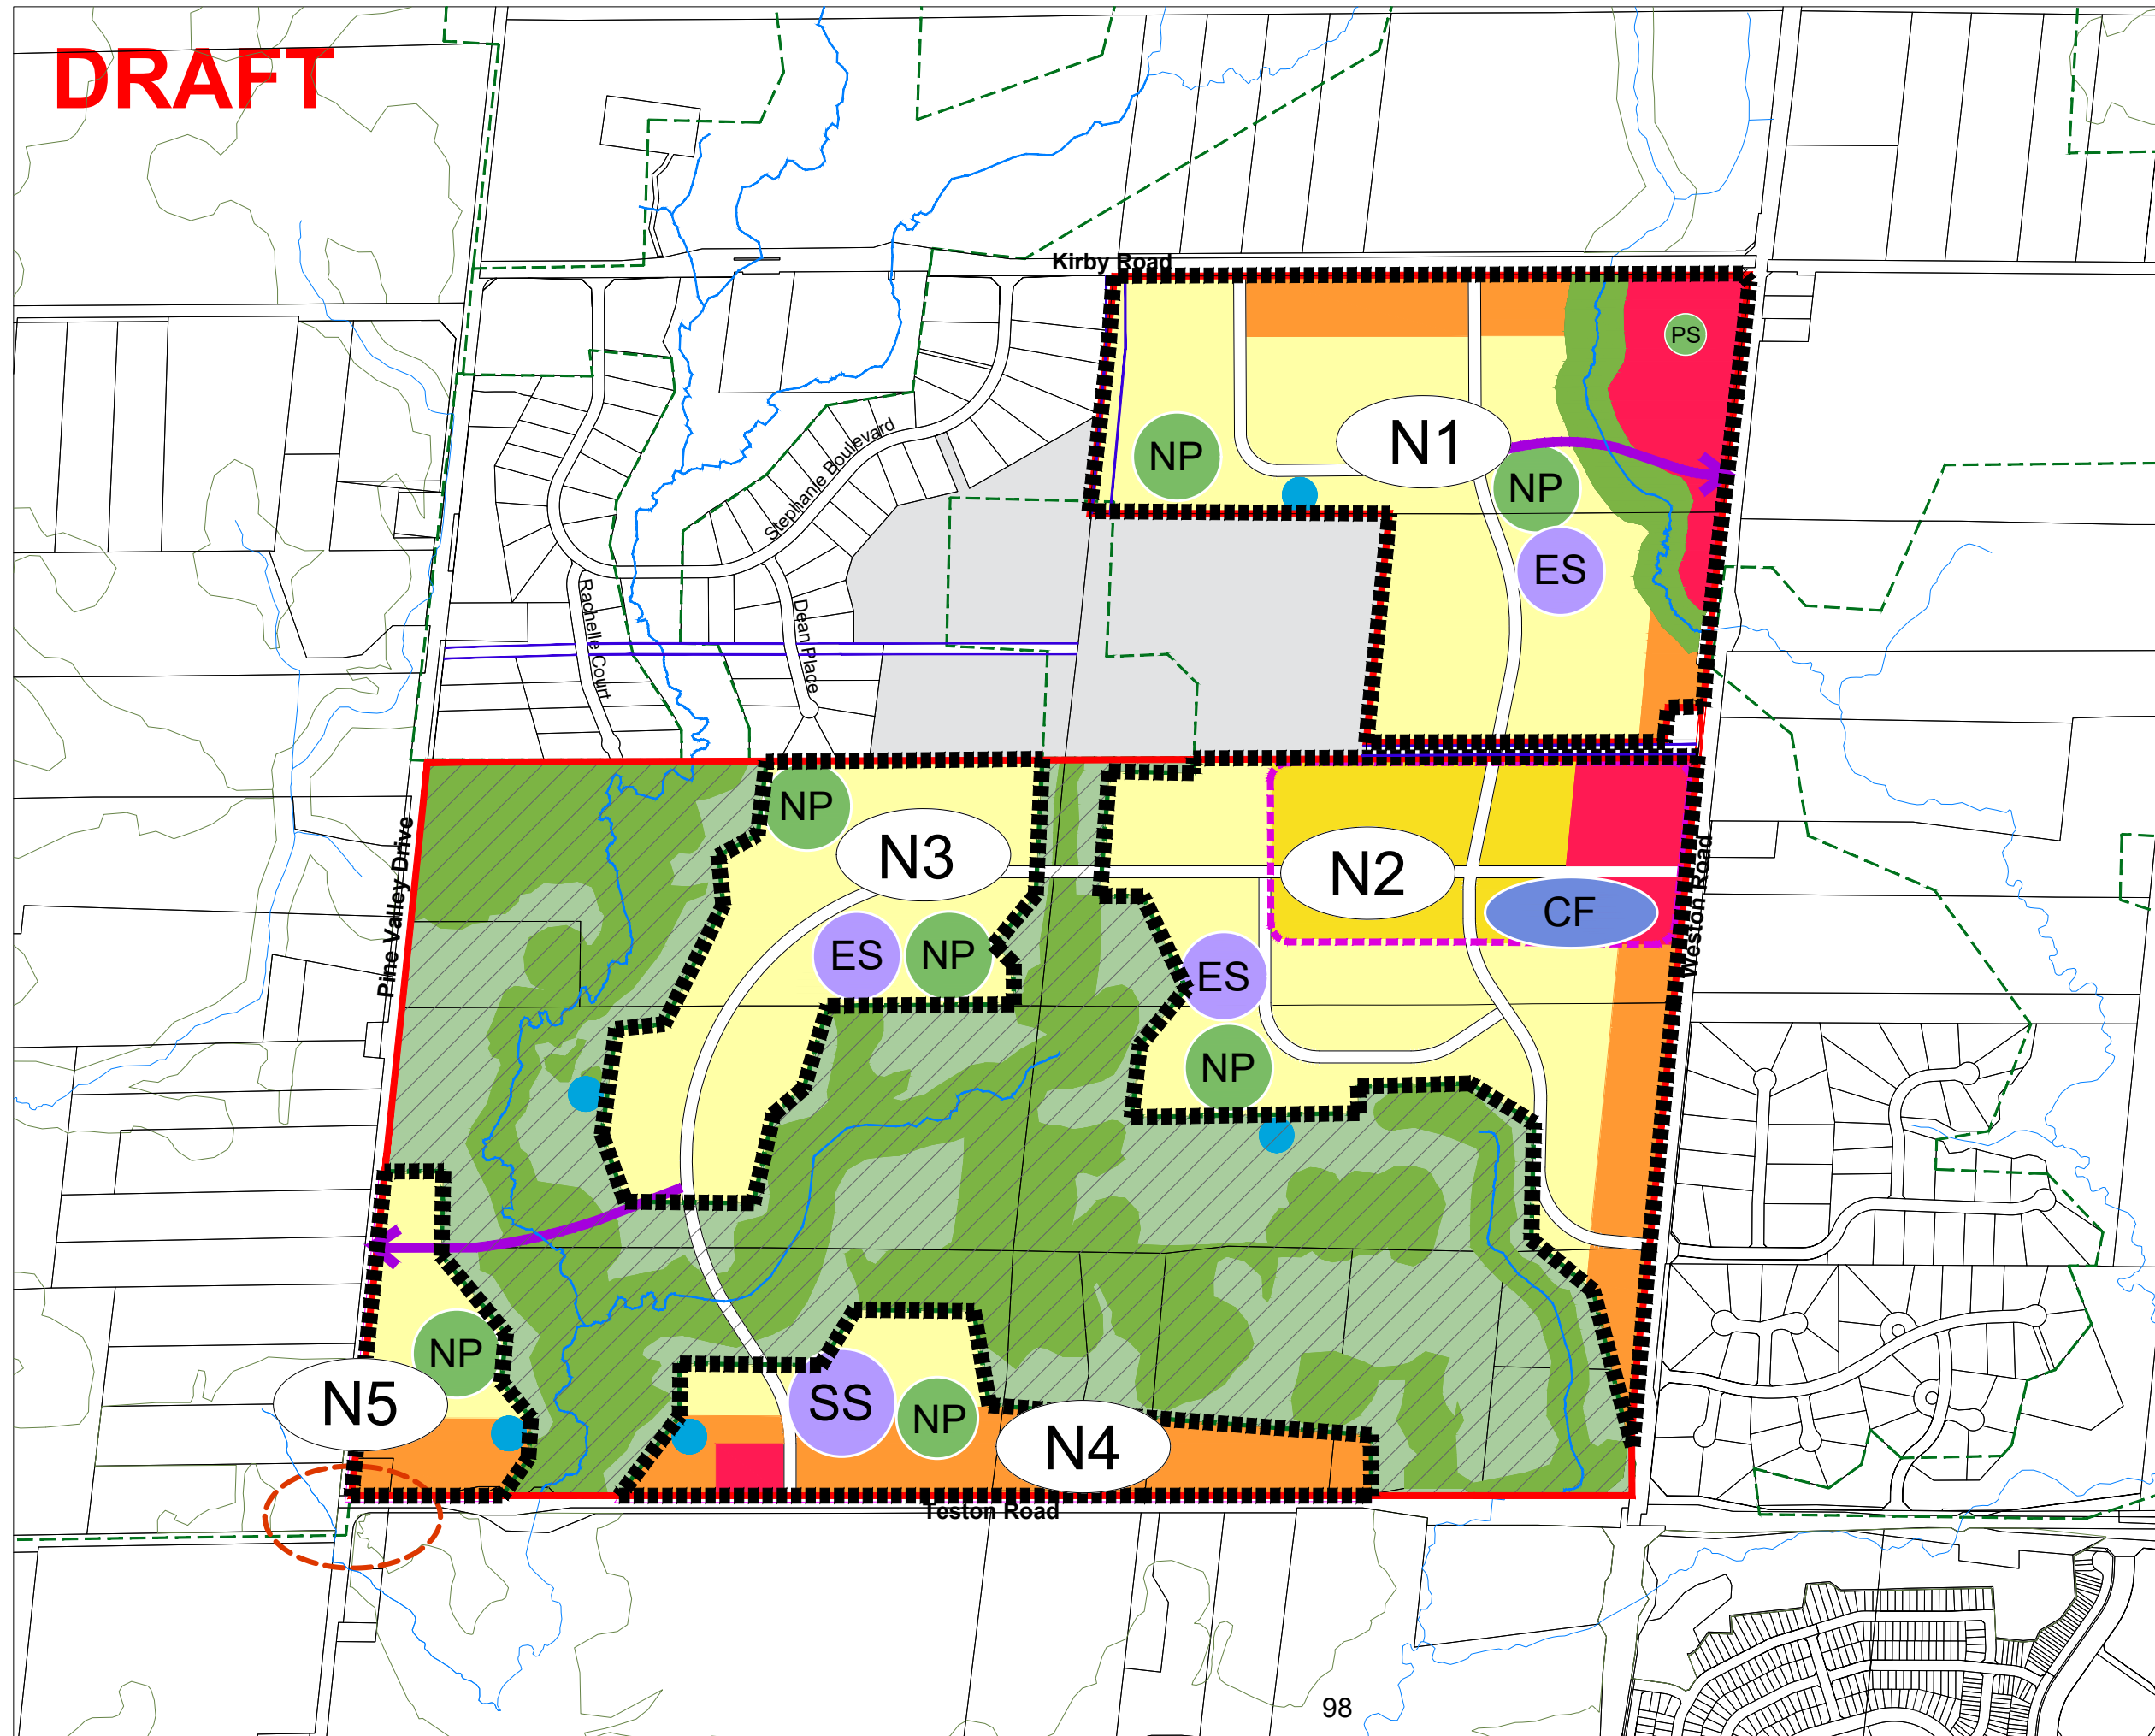 DRAFT
Kirby Road
PS
N1
NP
NP
ES
Stephanie Boulevard
Rachelle Court
Dean Place
NP
N3
N2
CF
Pine Valley Drive
Weston Road
ES
NP
ES
NP
NP
N5
SS
NP
N4
Teston Road
98